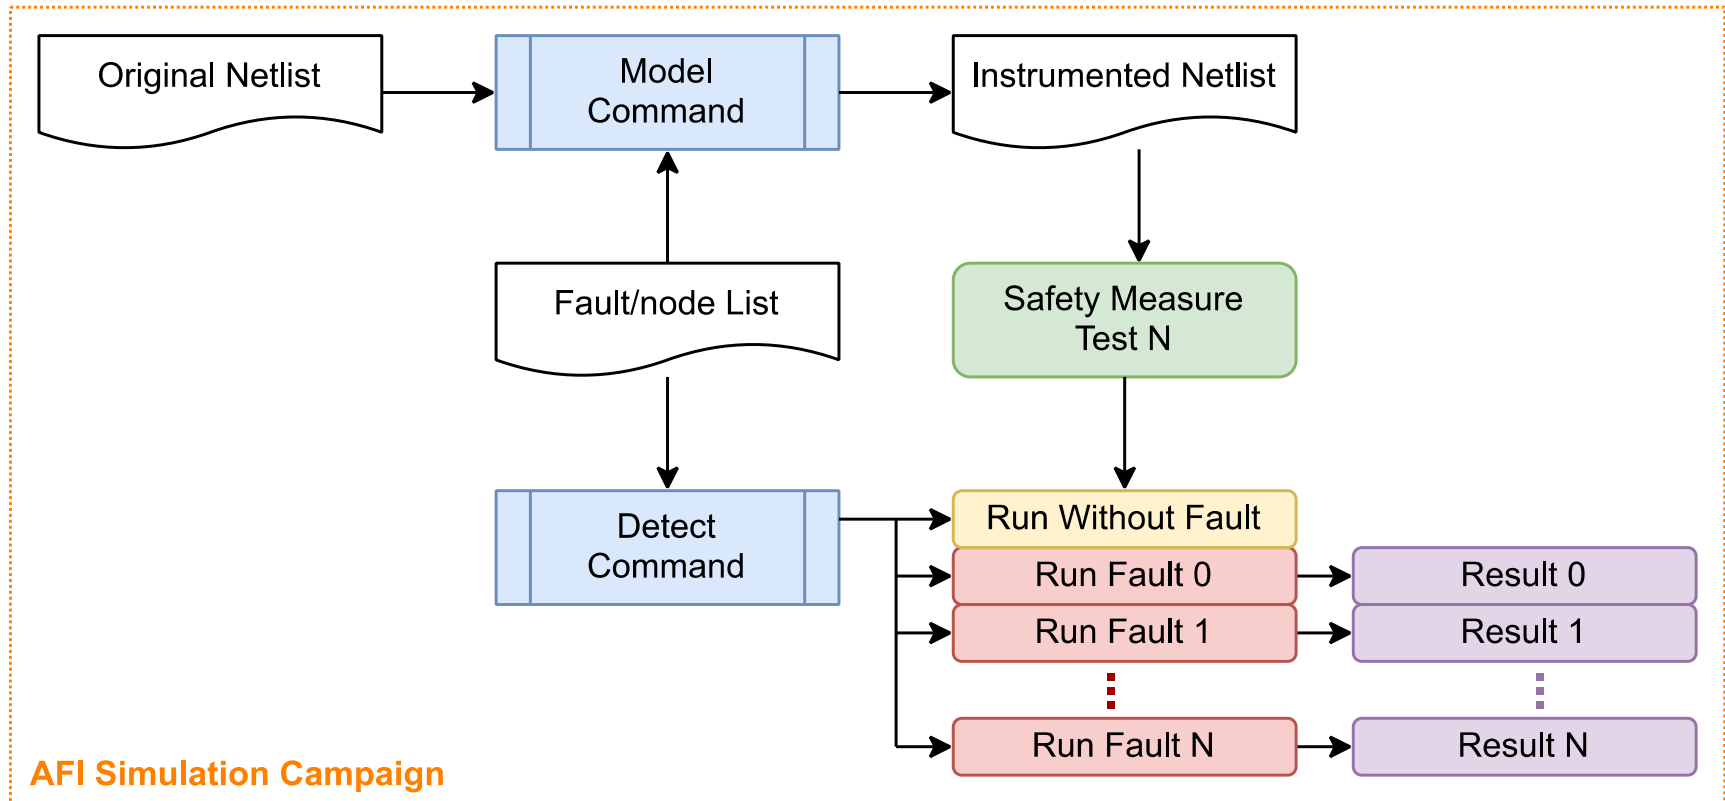 Original Netlist
Model
Command
Instrumented Netlist
Fault/node List
Safety Measure
Test N
Detect
Command
Run Without Fault
Run Fault 0
Result 0
Run Fault 1
Result 1
Run Fault N
Result N
AFI Simulation Campaign